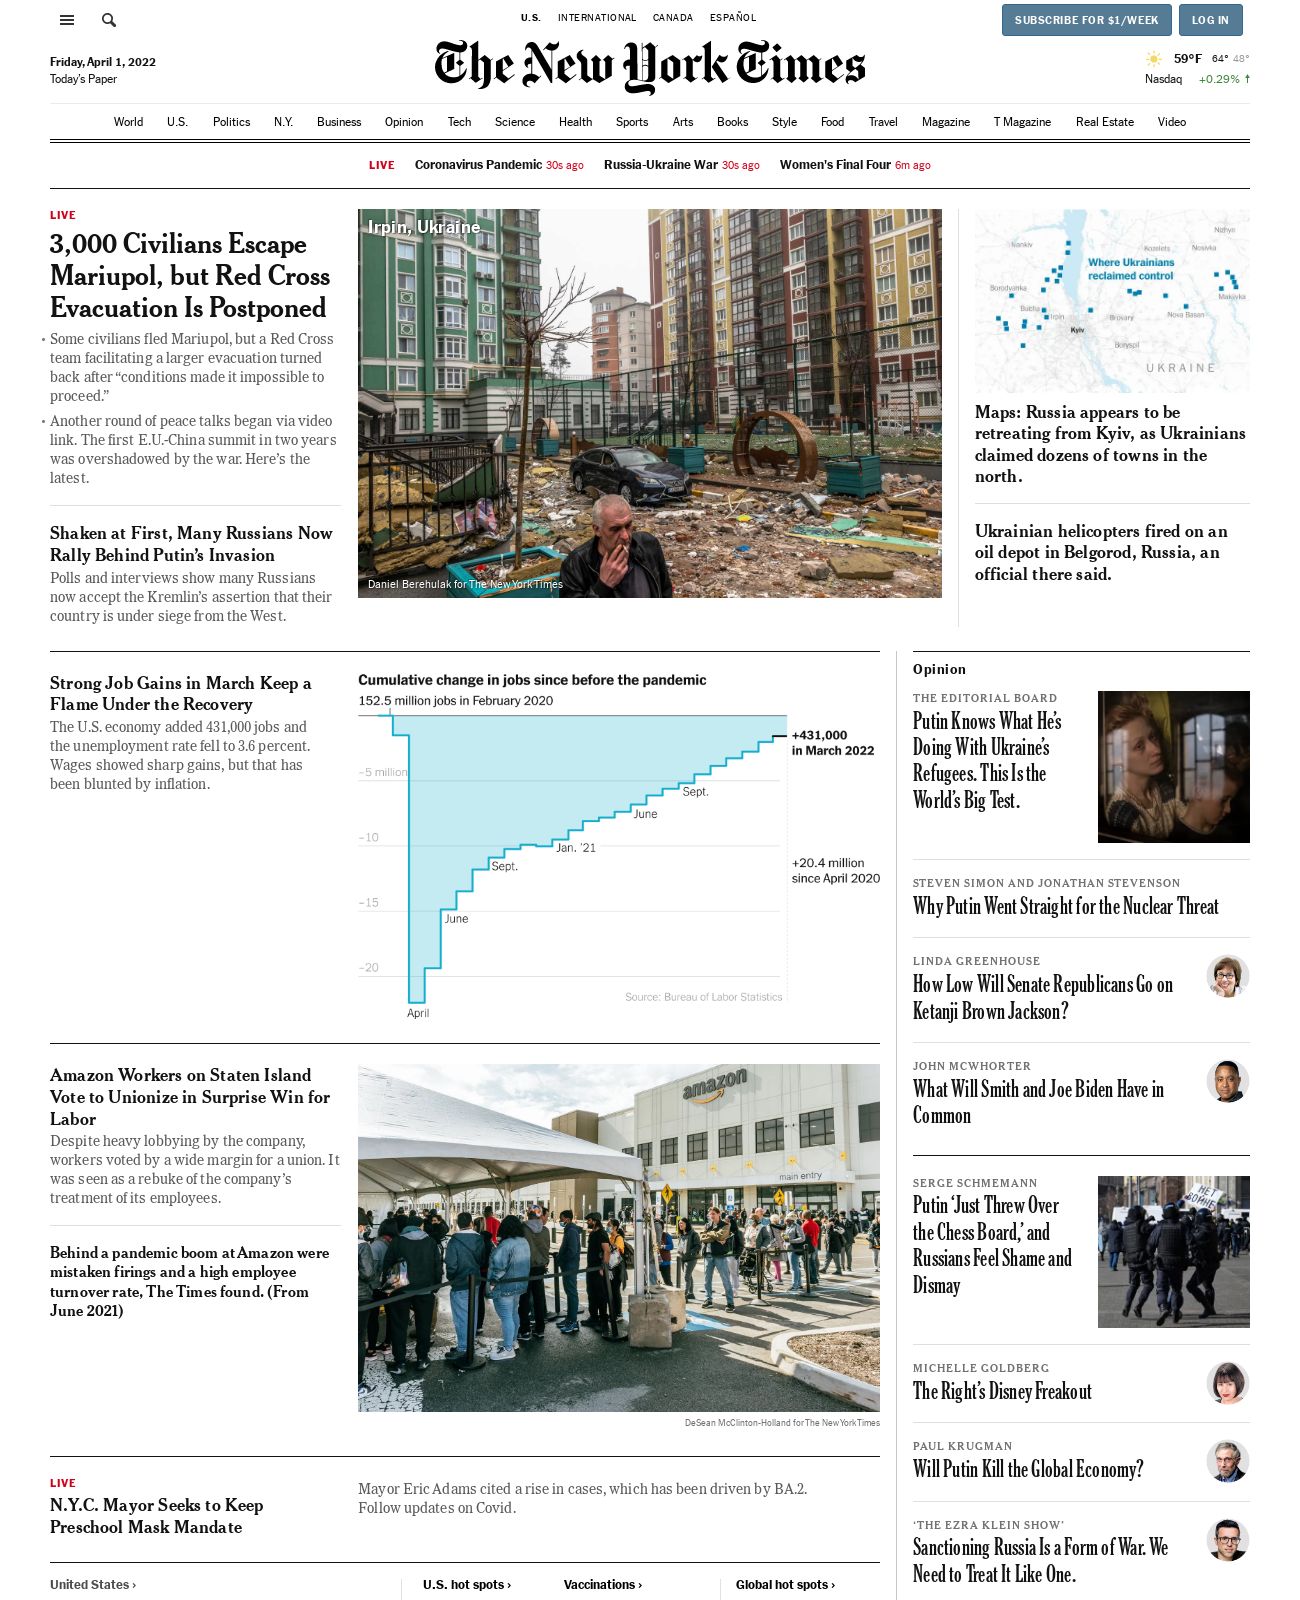 U.S. INTERNATIONAL CANADA ESPAÑOL
SUBSCRIBE FOR $1/WEEK LOG IN
Friday, April 1, 2022
Today's Paper
The New York Times
59°F 64° 48°
Nasdaq +0.29% ↑
World U.S. Politics N.Y. Business Opinion Tech Science Health Sports Arts Books Style Food Travel Magazine T Magazine Real Estate Video
LIVE Coronavirus Pandemic 30s ago Russia-Ukraine War 30s ago Women's Final Four 6m ago
LIVE
3,000 Civilians Escape
Mariupol, but Red Cross
Evacuation Is Postponed
• Some civilians fled Mariupol, but a Red Cross
team facilitating a larger evacuation turned
back after “conditions made it impossible to
proceed.”
• Another round of peace talks began via video
link. The first E.U.-China summit in two years
was overshadowed by the war. Here’s the
latest.
Shaken at First, Many Russians Now
Rally Behind Putin’s Invasion
Polls and interviews show many Russians
now accept the Kremlin’s assertion that their
country is under siege from the West.
Irpin, Ukraine
Daniel Berehulak for The New York Times
Nizhyo
Nankiv
Kozelets
Nosivka
Where Ukrainians
reclaimed control
Borodyanka
Makivka
Bucha
Irpin
Brovary
Nova Basan
Kyiv
Boryspil
UKRAINE
Maps: Russia appears to be
retreating from Kyiv, as Ukrainians
claimed dozens of towns in the
north.
Ukrainian helicopters fired on an
oil depot in Belgorod, Russia, an
official there said.
Strong Job Gains in March Keep a
Flame Under the Recovery
The U.S. economy added 431,000 jobs and
the unemployment rate fell to 3.6 percent.
Wages showed sharp gains, but that has
been blunted by inflation.
Cumulative change in jobs since before the pandemic
152.5 million jobs in February 2020
+431,000
in March 2022
−5 million
Sept.
June
−10
Jan. ’21
Sept.
+20.4 million
since April 2020
−15
June
−20
Source: Bureau of Labor Statistics
April
Amazon Workers on Staten Island
Vote to Unionize in Surprise Win for
Labor
Despite heavy lobbying by the company,
workers voted by a wide margin for a union. It
was seen as a rebuke of the company’s
treatment of its employees.
Behind a pandemic boom at Amazon were
mistaken firings and a high employee
turnover rate, The Times found. (From
June 2021)
amazon
main entry
DeSean McClinton-Holland for The New York Times
LIVE
N.Y.C. Mayor Seeks to Keep
Preschool Mask Mandate
Mayor Eric Adams cited a rise in cases, which has been driven by BA.2.
Follow updates on Covid.
United States › U.S. hot spots › Vaccinations › Global hot spots ›
Opinion
THE EDITORIAL BOARD
Putin Knows What He’s
Doing With Ukraine’s
Refugees. This Is the
World’s Big Test.
STEVEN SIMON AND JONATHAN STEVENSON
Why Putin Went Straight for the Nuclear Threat
LINDA GREENHOUSE
How Low Will Senate Republicans Go on
Ketanji Brown Jackson?
JOHN MCWHORTER
What Will Smith and Joe Biden Have in
Common
SERGE SCHMEMANN
Putin ‘Just Threw Over
the Chess Board,’ and
Russians Feel Shame and
Dismay
НЕТ
ВОЙНЕ
MICHELLE GOLDBERG
The Right’s Disney Freakout
PAUL KRUGMAN
Will Putin Kill the Global Economy?
‘THE EZRA KLEIN SHOW’
Sanctioning Russia Is a Form of War. We
Need to Treat It Like One.